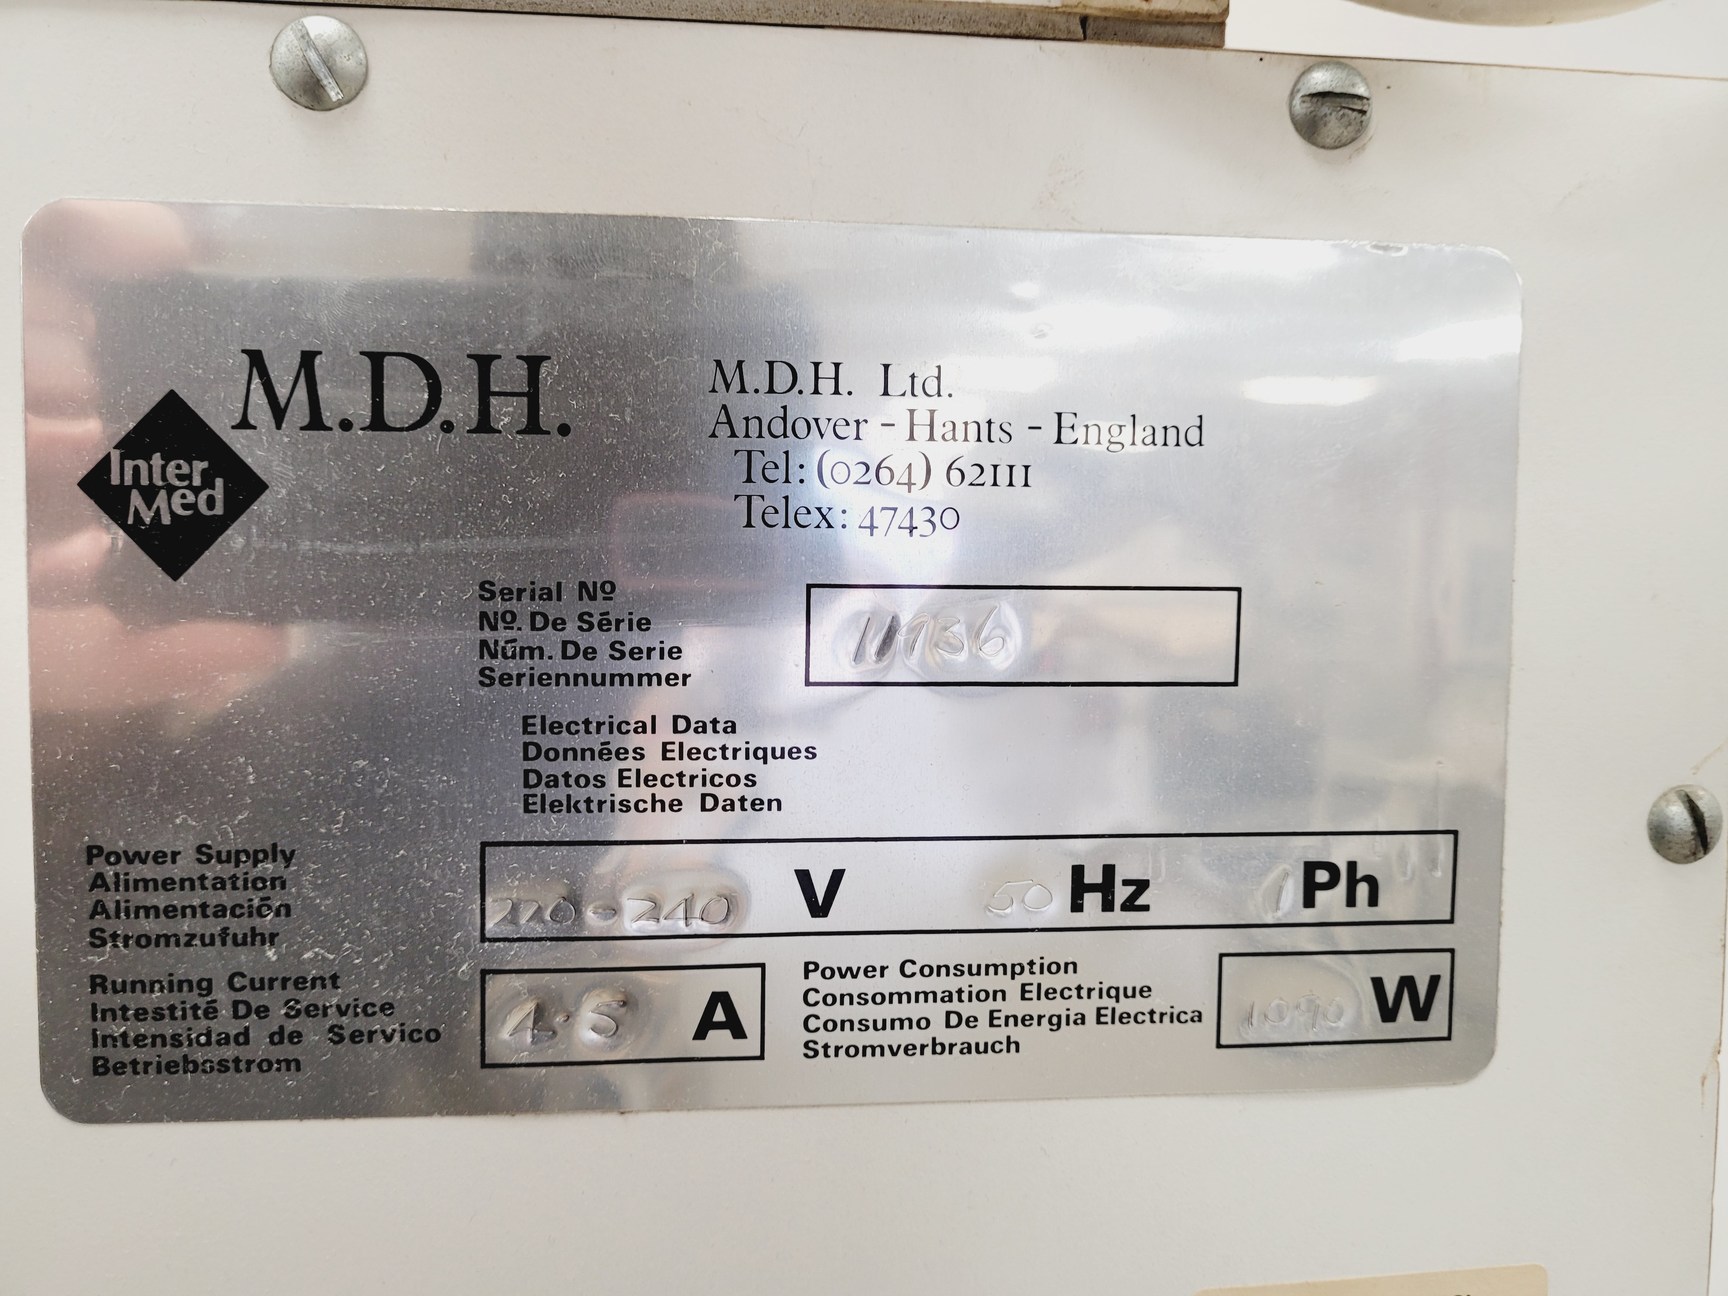 M.D.H.
Inter
Med
M.D.H. Ltd.
Andover - Hants - England
Tel: (0264) 62111
Telex: 47430
Serial Nº
Nº. De Série
Núm. De Serie
Seriennummer
11936
Electrical Data
Données Electriques
Datos Electricos
Elektrische Daten
Power Supply
Alimentation
Alimentación
Stromzufuhr
220-240 V 50 Hz 1 Ph
Running Current
Intestité De Service
Intensidad de Servico
Betriebsstrom
4.5 A
Power Consumption
Consommation Electrique
Consumo De Energia Electrica
Stromverbrauch
W